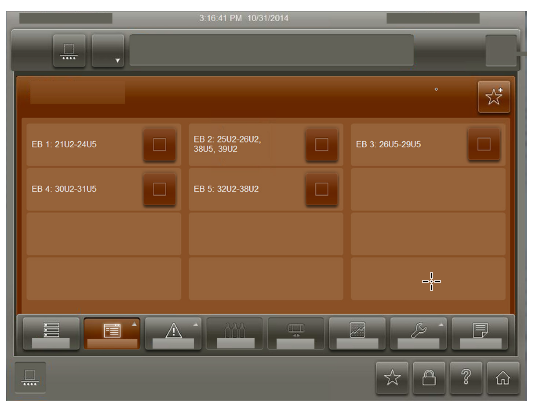 3:16:41 PM 10/31/2014
EB 1: 21U2-24U5
EB 2: 25U2-26U2,
38U5, 39U2
EB 3: 26U5-29U5
EB 4: 30U2-31U5
EB 5: 32U2-38U2
?